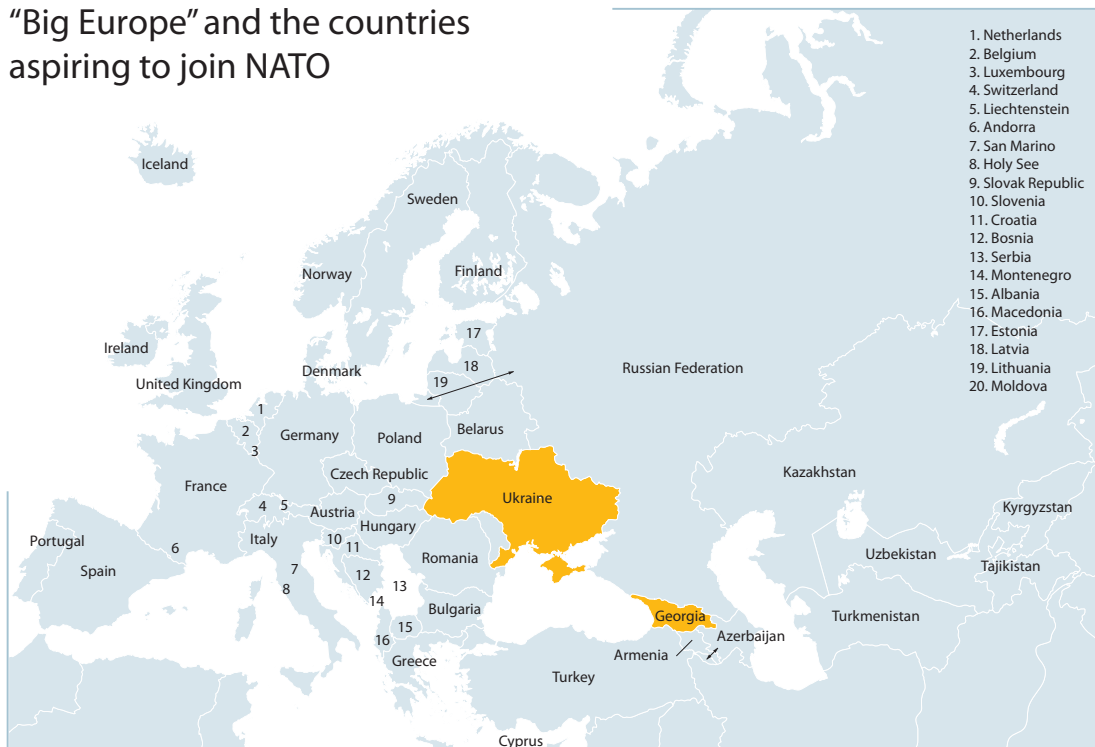 “Big Europe” and the countries
aspiring to join NATO
1. Netherlands
2. Belgium
3. Luxembourg
4. Switzerland
5. Liechtenstein
6. Andorra
7. San Marino
8. Holy See
9. Slovak Republic
10. Slovenia
11. Croatia
12. Bosnia
13. Serbia
14. Montenegro
15. Albania
16. Macedonia
17. Estonia
18. Latvia
19. Lithuania
20. Moldova
Iceland
Sweden
Norway
Finland
17
Ireland
18
Denmark
Russian Federation
19
United Kingdom
1
2
Germany
Poland
Belarus
3
Czech Republic
Kazakhstan
France
9
Ukraine
4
5
Austria
Kyrgyzstan
Hungary
Portugal
Italy
10
11
6
Romania
Uzbekistan
Spain
7
Tajikistan
12
8
13
14
Bulgaria
Georgia
Turkmenistan
15
Azerbaijan
16
Armenia
Greece
Turkey
Cyprus